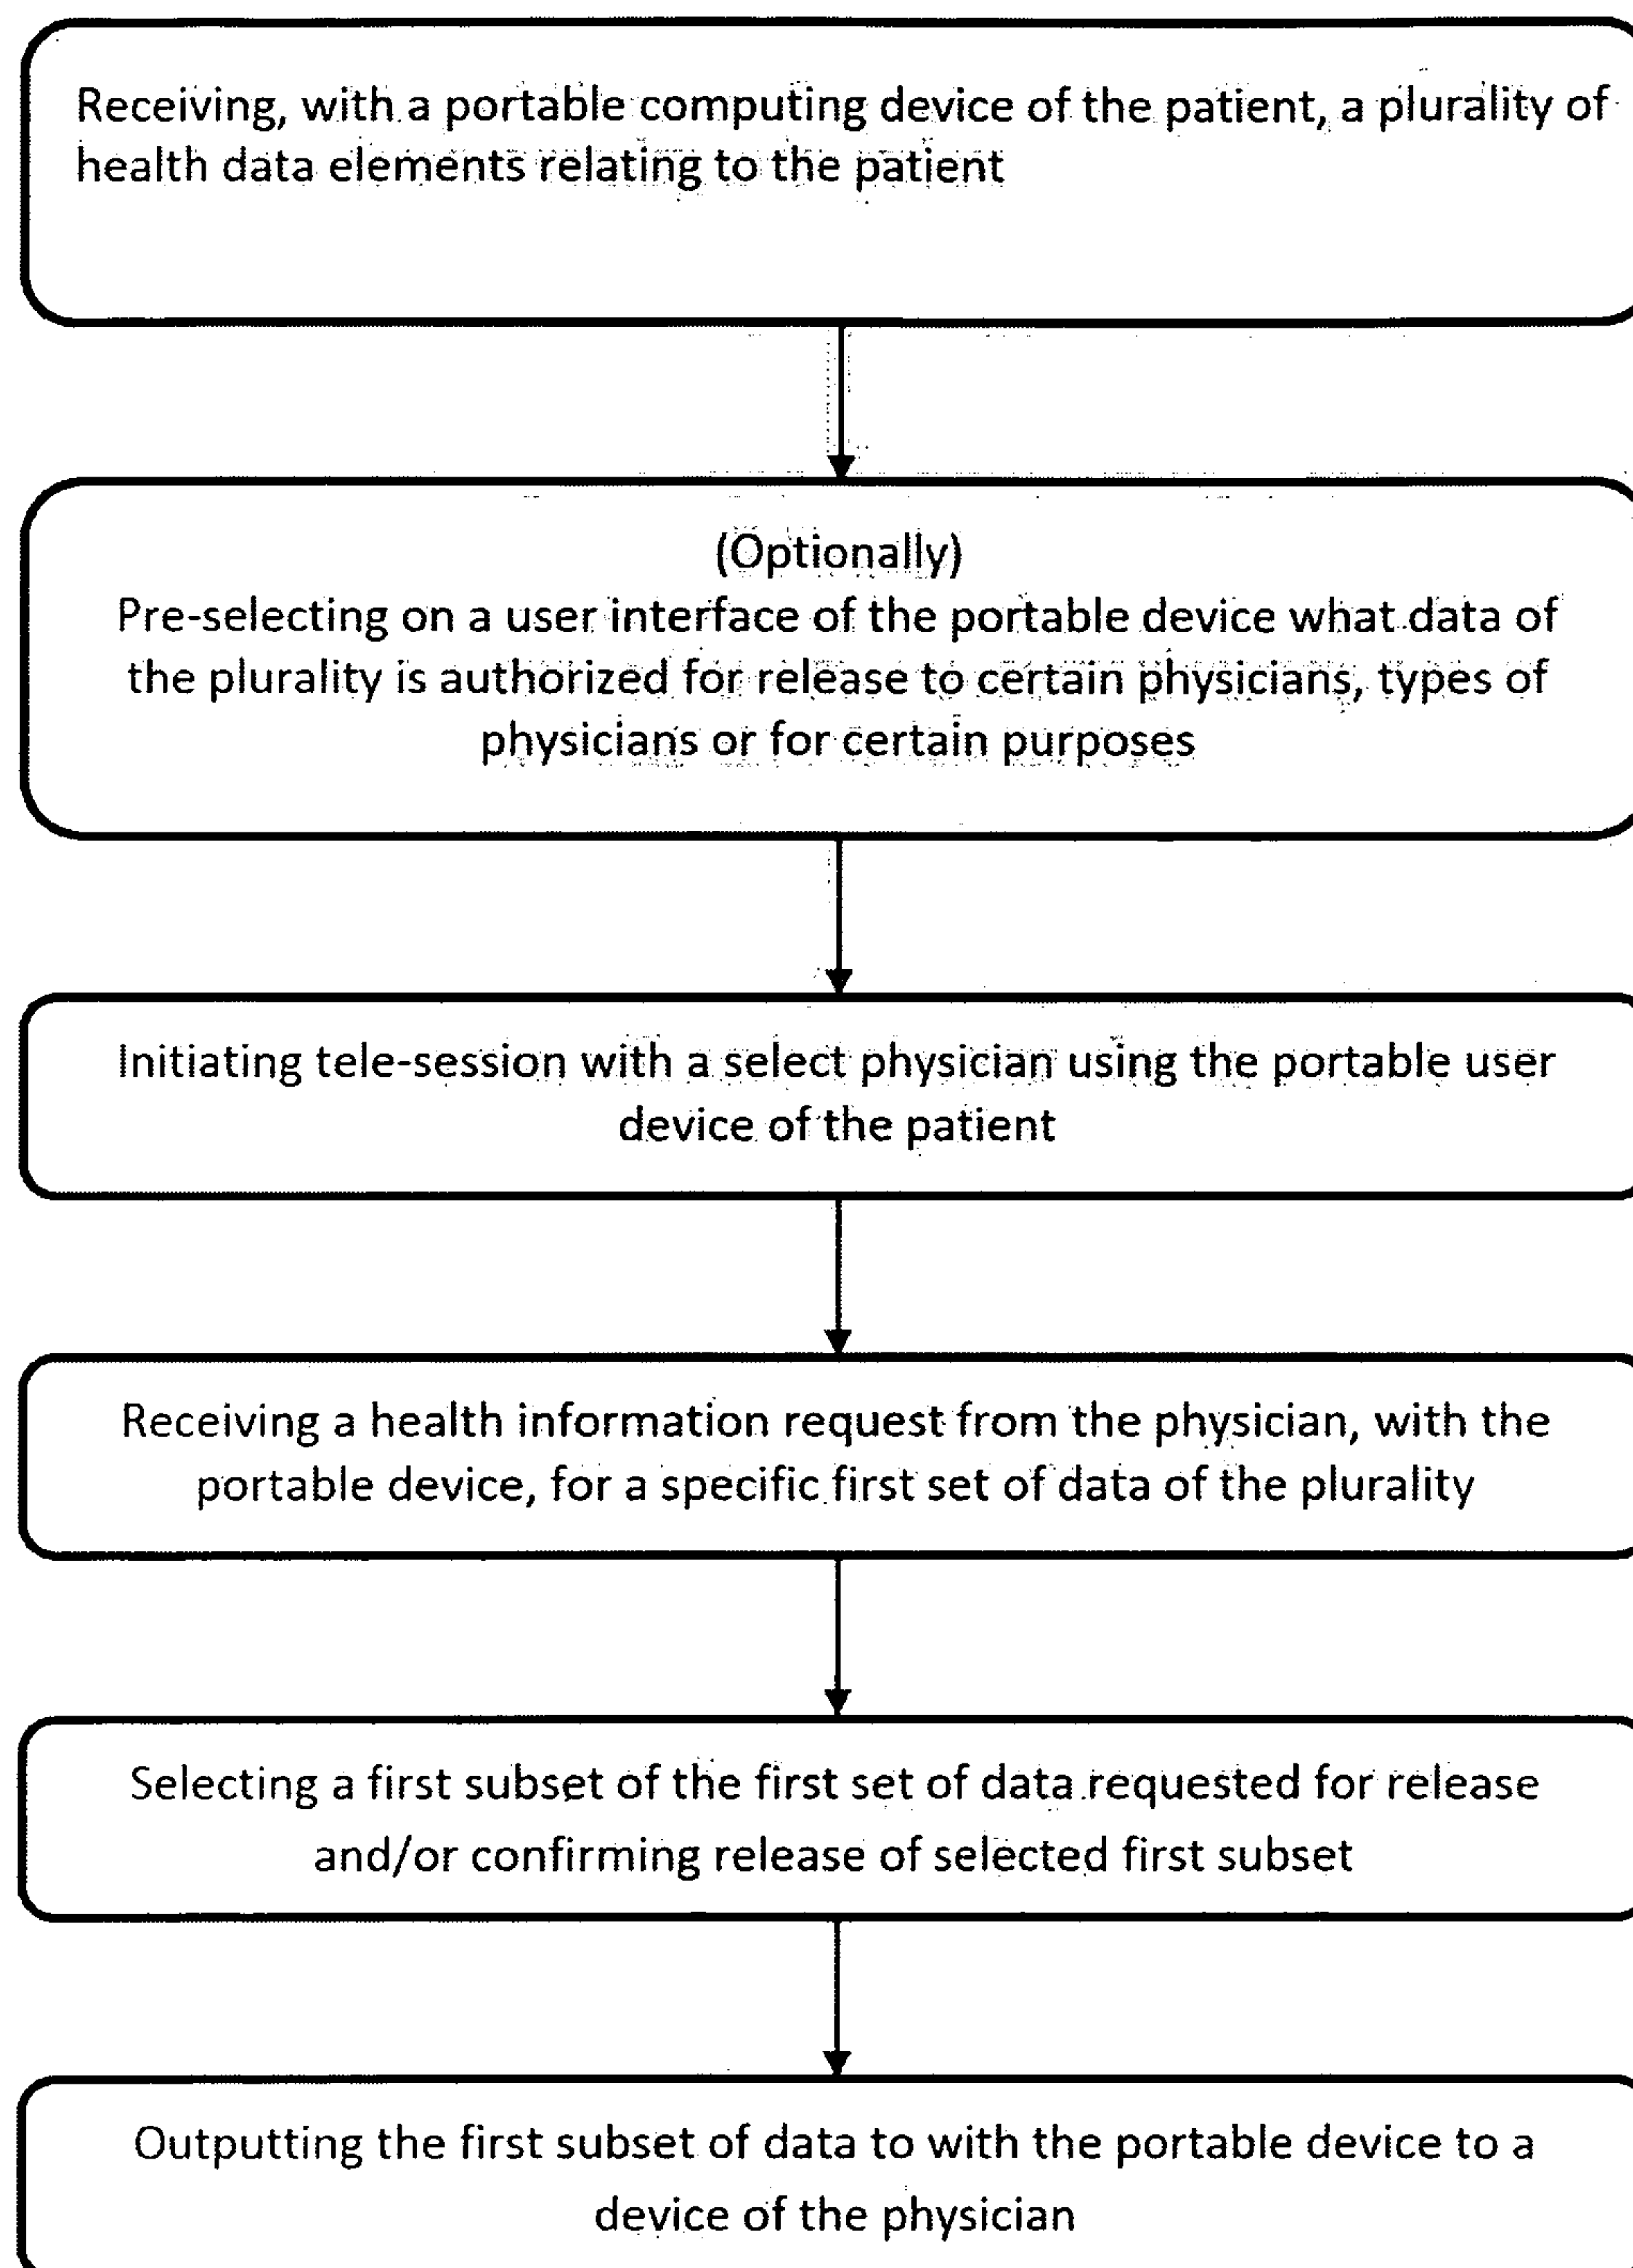 Receiving, with a portable computing device of the patient, a plurality of
health data elements relating to the patient
(Optionally)
Pre-selecting on a user interface of the portable device what data of
the plurality is authorized for release to certain physicians, types of
physicians or for certain purposes
Initiating tele-session with a select physician using the portable user
device of the patient
Receiving a health information request from the physician, with the
portable device, for a specific first set of data of the plurality
Selecting a first subset of the first set of data requested for release
and/or confirming release of selected first subset
Outputting the first subset of data to with the portable device to a
device of the physician